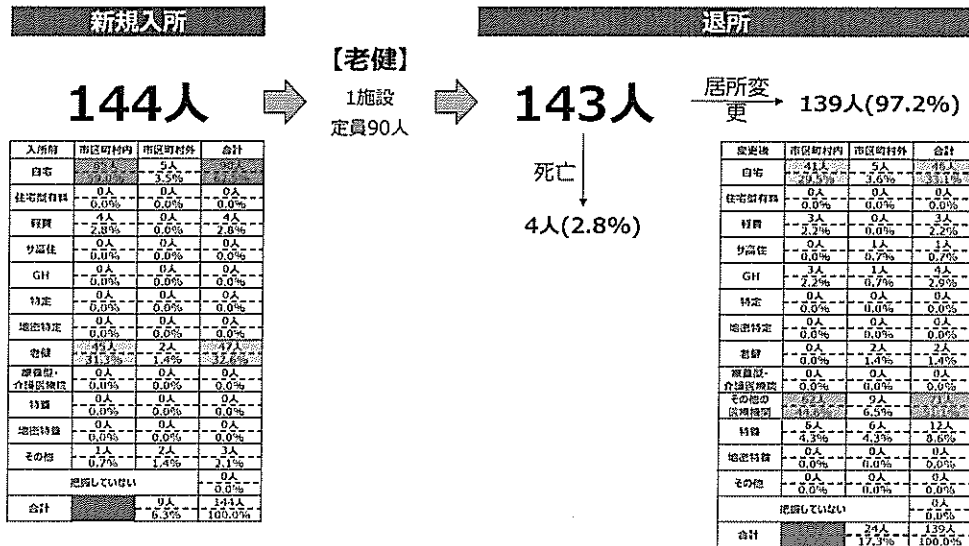 新規入所
退所
144人
【老健】
1施設
定員90人
143人
居所変更
139人(97.2%)
死亡
4人(2.8%)
入所前 市区町村内 市区町村外 合計
自宅 85人 5人 90人
59.0% 3.5%
住宅型有料 0人 0人 0人
0.0% 0.0% 0.0%
軽費 4人 0人 4人
2.8% 0.0% 2.8%
サ高住 0人 0人 0人
0.0% 0.0% 0.0%
GH 0人 0人 0人
0.0% 0.0% 0.0%
特定 0人 0人 0人
0.0% 0.0% 0.0%
地密特定 0人 0人 0人
0.0% 0.0% 0.0%
老健 45人 2人 47人
31.3% 1.4% 32.6%
療養型・介護医療院 0人 0人 0人
0.0% 0.0% 0.0%
特養 0人 0人 0人
0.0% 0.0% 0.0%
地密特養 0人 0人 0人
0.0% 0.0% 0.0%
その他 1人 2人 3人
0.7% 1.4% 2.1%
把握していない 0人
0.0%
合計 9人 144人
6.3% 100.0%
変更後 市区町村内 市区町村外 合計
自宅 41人 5人 46人
29.5% 3.6% 33.1%
住宅型有料 0人 0人 0人
0.0% 0.0% 0.0%
軽費 3人 0人 3人
2.2% 0.0% 2.2%
サ高住 0人 1人 1人
0.0% 0.7% 0.7%
GH 3人 1人 4人
2.2% 0.7% 2.9%
特定 0人 0人 0人
0.0% 0.0% 0.0%
地密特定 0人 0人 0人
0.0% 0.0% 0.0%
老健 0人 2人 2人
0.0% 1.4% 1.4%
療養型・介護医療院 0人 0人 0人
0.0% 0.0% 0.0%
その他の医療機関 62人 9人 71人
44.6% 6.5% 51.1%
特養 6人 6人 12人
4.3% 4.3% 8.6%
地密特養 0人 0人 0人
0.0% 0.0% 0.0%
その他 0人 0人 0人
0.0% 0.0% 0.0%
把握していない 0人
0.0%
合計 24人 139人
17.3% 100.0%